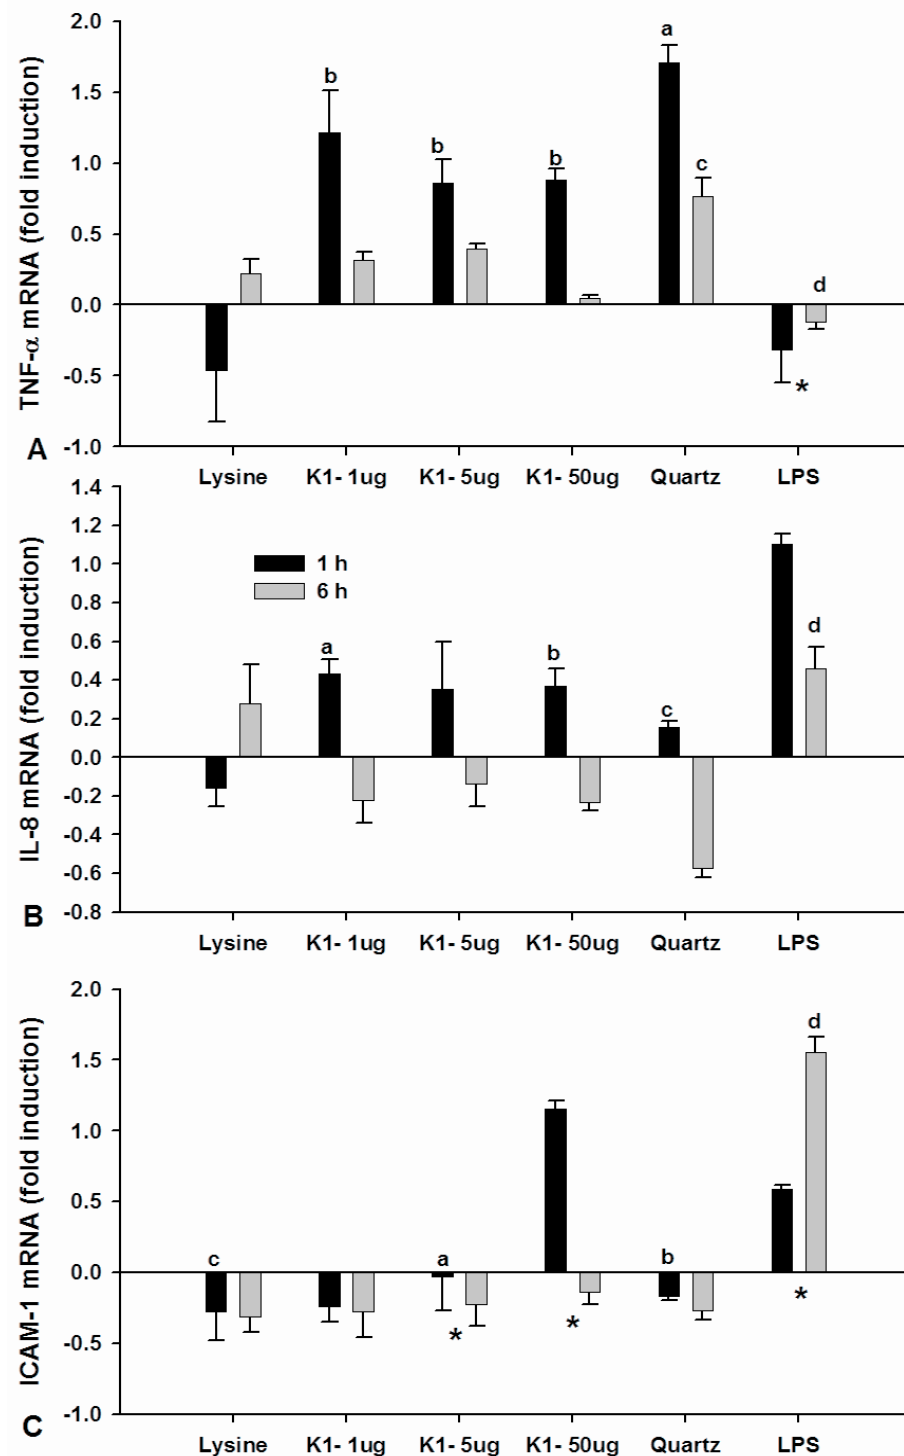 TNF-α mRNA (fold induction)
2.0
1.5
1.0
0.5
0.0
-0.5
-1.0
b
b
b
a
c
d
*
A
Lysine K1- 1ug K1- 5ug K1- 50ug Quartz LPS
IL-8 mRNA (fold induction)
1.4
1.2
1.0
0.8
0.6
0.4
0.2
0.0
-0.2
-0.4
-0.6
-0.8
1 h
6 h
a
b
c
d
B
Lysine K1- 1ug K1- 5ug K1- 50ug Quartz LPS
ICAM-1 mRNA (fold induction)
2.0
1.5
1.0
0.5
0.0
-0.5
-1.0
c
a
b
d
*
*
*
C
Lysine K1- 1ug K1- 5ug K1- 50ug Quartz LPS